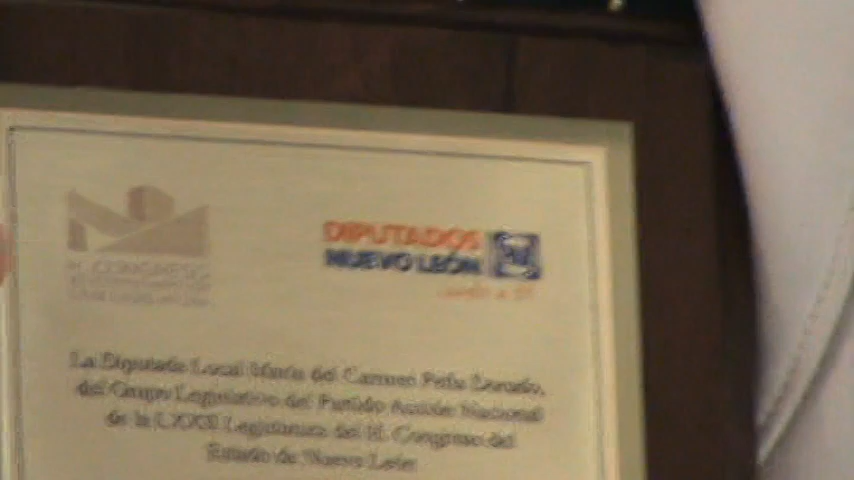 H. CONGRESO
DIPUTADOS
NUEVO LEÓN
La Diputada Local María del Carmen Peña Dorado,
del Grupo Legislativo del Partido Acción Nacional
de la LXXII Legislatura del H. Congreso del
Estado de Nuevo León